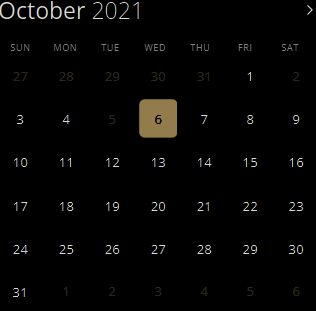 October 2021
SUN MON TUE WED THU FRI SAT
27 28 29 30 31 1 2
3 4 5 6 7 8 9
10 11 12 13 14 15 16
17 18 19 20 21 22 23
24 25 26 27 28 29 30
31 1 2 3 4 5 6